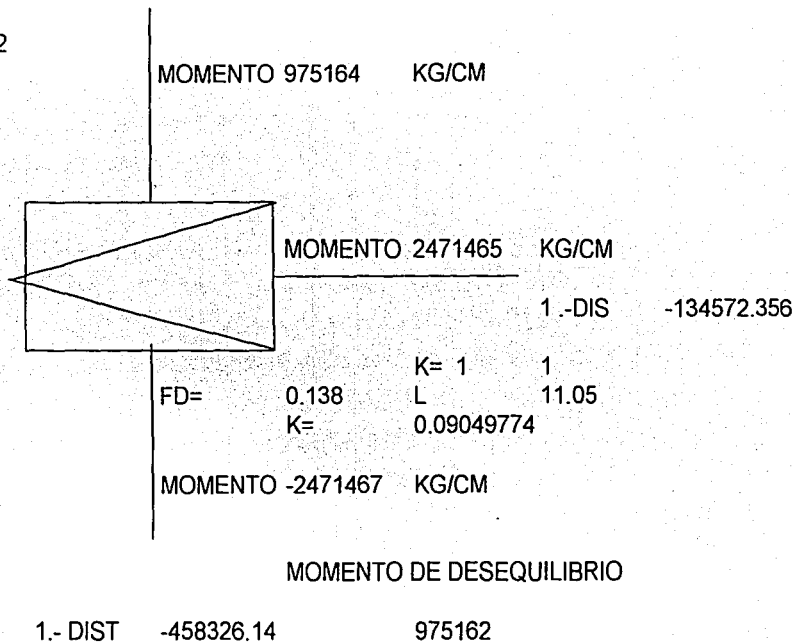 2
MOMENTO 975164 KG/CM
MOMENTO 2471465 KG/CM
1.-DIS -134572.356
K= 1 1
FD= 0.138 L 11.05
K= 0.09049774
MOMENTO -2471467 KG/CM
MOMENTO DE DESEQUILIBRIO
1.- DIST -458326.14 975162